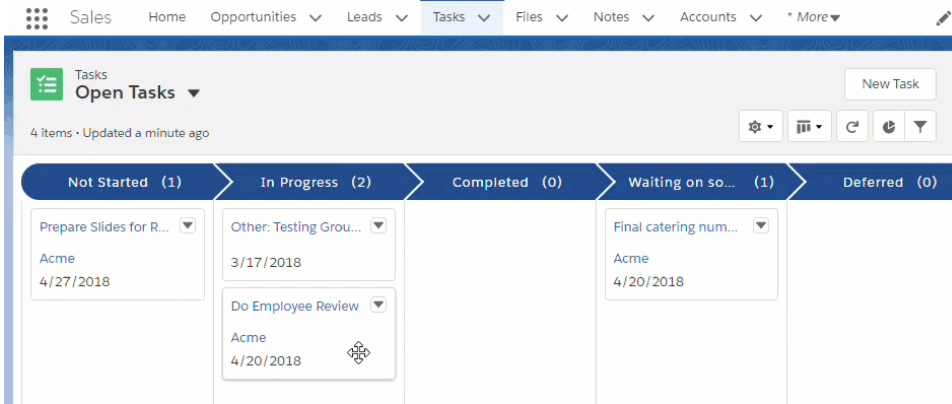 Sales Home Opportunities Leads Tasks Files Notes Accounts * More
Tasks
Open Tasks
New Task
4 items • Updated a minute ago
Not Started (1) In Progress (2) Completed (0) Waiting on so... (1) Deferred (0)
Prepare Slides for R...
Acme
4/27/2018
Other: Testing Grou...
3/17/2018
Do Employee Review
Acme
4/20/2018
Final catering num...
Acme
4/20/2018